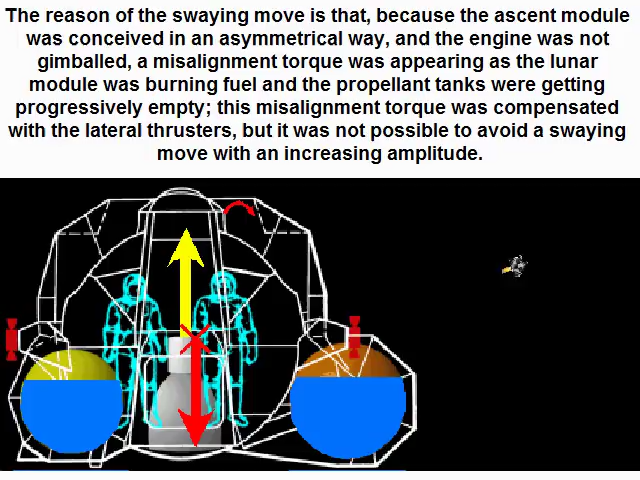 The reason of the swaying move is that, because the ascent module
was conceived in an asymmetrical way, and the engine was not
gimballed, a misalignment torque was appearing as the lunar
module was burning fuel and the propellant tanks were getting
progressively empty; this misalignment torque was compensated
with the lateral thrusters, but it was not possible to avoid a swaying
move with an increasing amplitude.